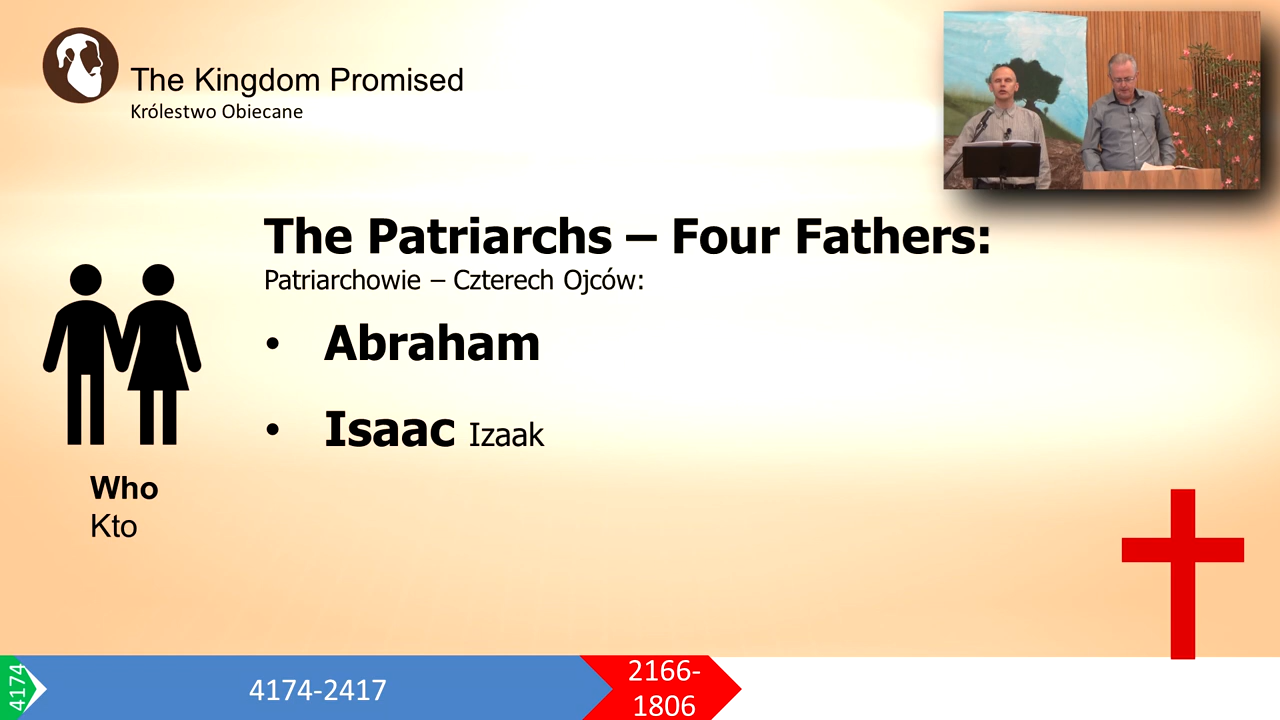 The Kingdom Promised
Królestwo Obiecane
The Patriarchs – Four Fathers:
Patriarchowie – Czterech Ojców:
• Abraham
• Isaac Izaak
Who
Kto
4174
4174-2417
2166-
1806